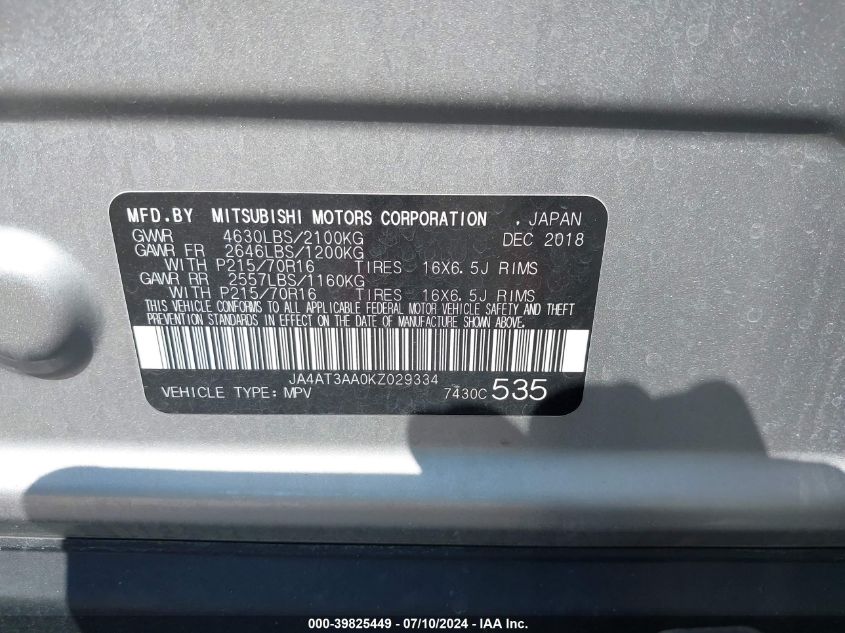 MFD.BY MITSUBISHI MOTORS CORPORATION . JAPAN
GVWR 4630LBS/2100KG DEC 2018
GAWR FR 2646LBS/1200KG
WITH P215/70R16 TIRES 16X6.5J RIMS
GAWR RR 2557LBS/1160KG
WITH P215/70R16 TIRES 16X6.5J RIMS
THIS VEHICLE CONFORMS TO ALL APPLICABLE FEDERAL MOTOR VEHICLE SAFETY AND THEFT
PREVENTION STANDARDS IN EFFECT ON THE DATE OF MANUFACTURE SHOWN ABOVE.
JA4AT3AA0KZ029334
VEHICLE TYPE: MPV 7430C 535
000-39825449 - 07/10/2024 - IAA Inc.